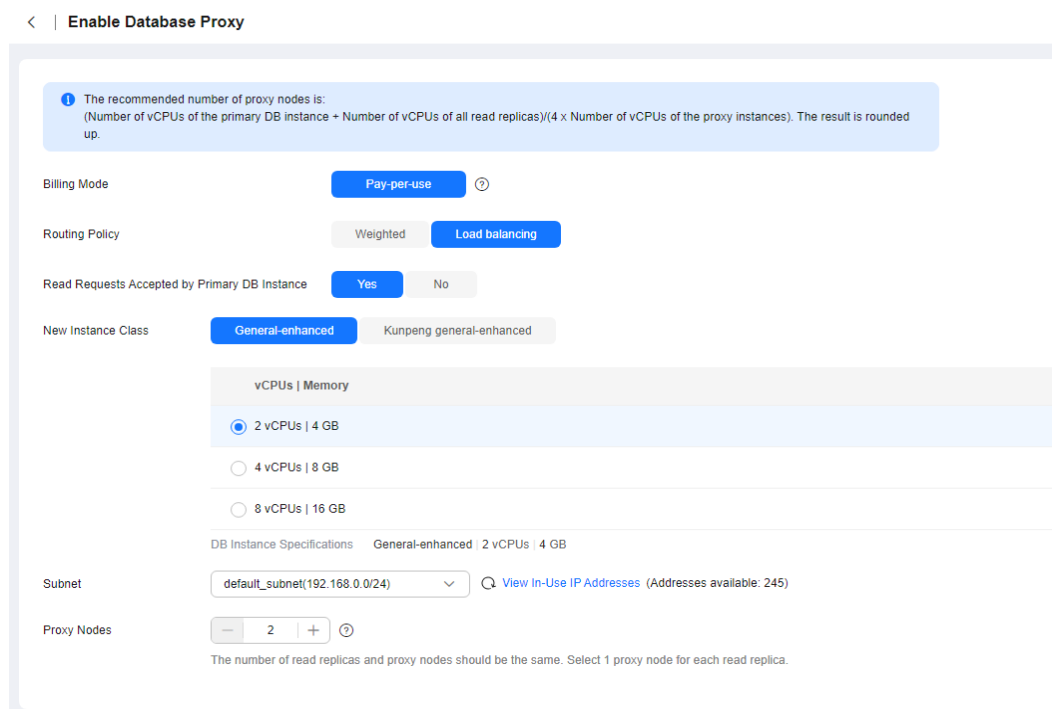 Enable Database Proxy
The recommended number of proxy nodes is:
(Number of vCPUs of the primary DB instance + Number of vCPUs of all read replicas)/(4 x Number of vCPUs of the proxy instances). The result is rounded
up.
Billing Mode
Pay-per-use
Routing Policy
Weighted
Load balancing
Read Requests Accepted by Primary DB Instance
Yes
No
New Instance Class
General-enhanced
Kunpeng general-enhanced
vCPUs | Memory
2 vCPUs | 4 GB
4 vCPUs | 8 GB
8 vCPUs | 16 GB
DB Instance Specifications General-enhanced | 2 vCPUs | 4 GB
Subnet
default_subnet(192.168.0.0/24)
View In-Use IP Addresses (Addresses available: 245)
Proxy Nodes
2
The number of read replicas and proxy nodes should be the same. Select 1 proxy node for each read replica.